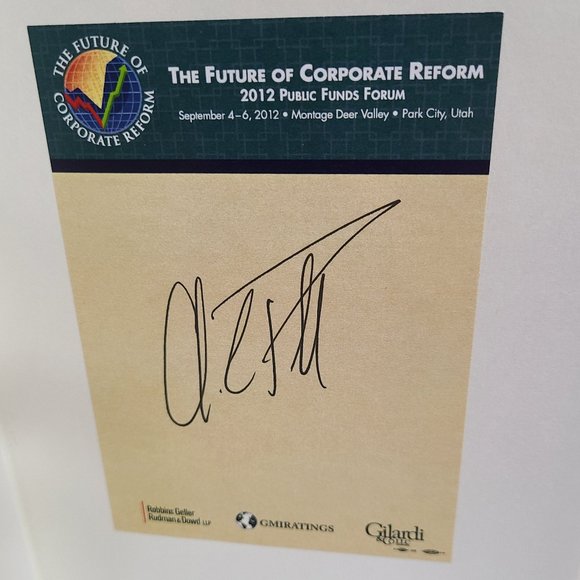 THE FUTURE OF CORPORATE REFORM
THE FUTURE OF CORPORATE REFORM
2012 PUBLIC FUNDS FORUM
September 4–6, 2012 • Montage Deer Valley • Park City, Utah
Robbins Geller
Rudman & Dowd LLP
GMIRATINGS
Gilardi
& CO LLC